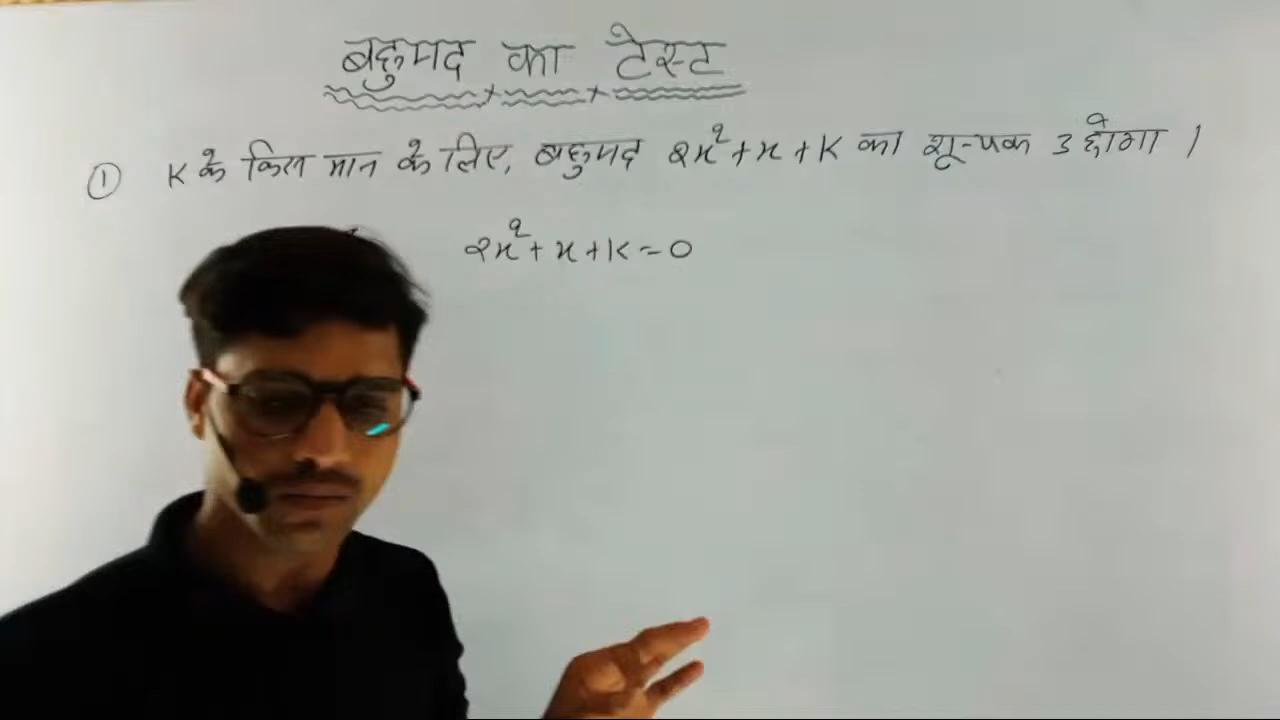 बहुपद का टेस्ट
① K के किस मान के लिए, बहुपद 2x²+x+K का शून्यक 3 होगा ।
2x²+x+K=0